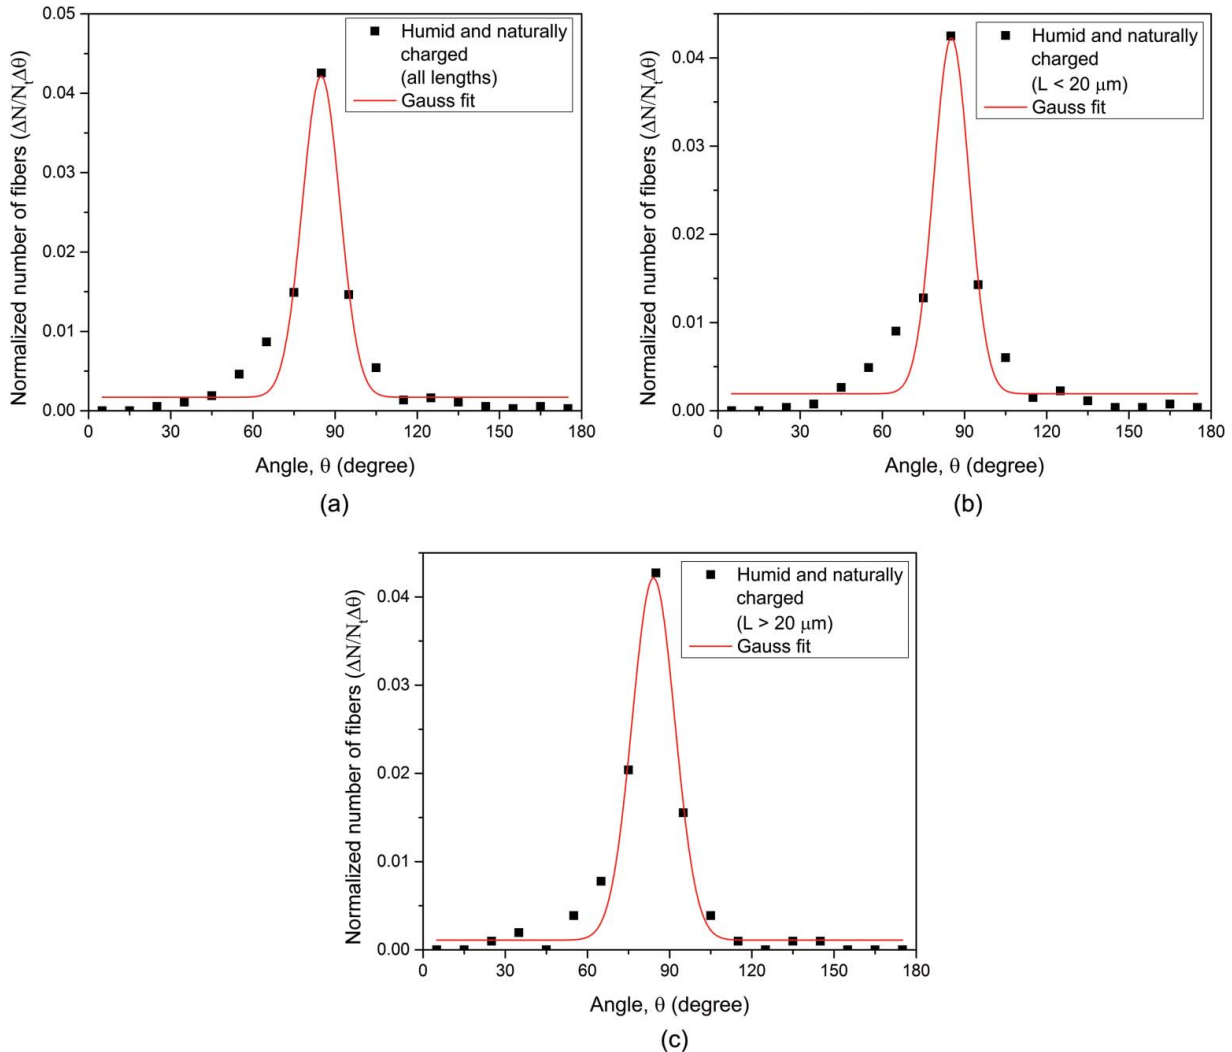 (a)
0.05
0.04
0.03
0.02
0.01
0.00
Normalized number of fibers (ΔN/NₜΔθ)
Humid and naturally
charged
(all lengths)
Gauss fit
0 30 60 90 120 150 180
Angle, θ (degree)
(a)
0.04
0.03
0.02
0.01
0.00
Normalized number of fibers (ΔN/NₜΔθ)
Humid and naturally
charged
(L < 20 μm)
Gauss fit
0 30 60 90 120 150 180
Angle, θ (degree)
(b)
0.04
0.03
0.02
0.01
0.00
Normalized number of fibers (ΔN/NₜΔθ)
Humid and naturally
charged
(L > 20 μm)
Gauss fit
0 30 60 90 120 150 180
Angle, θ (degree)
(c)